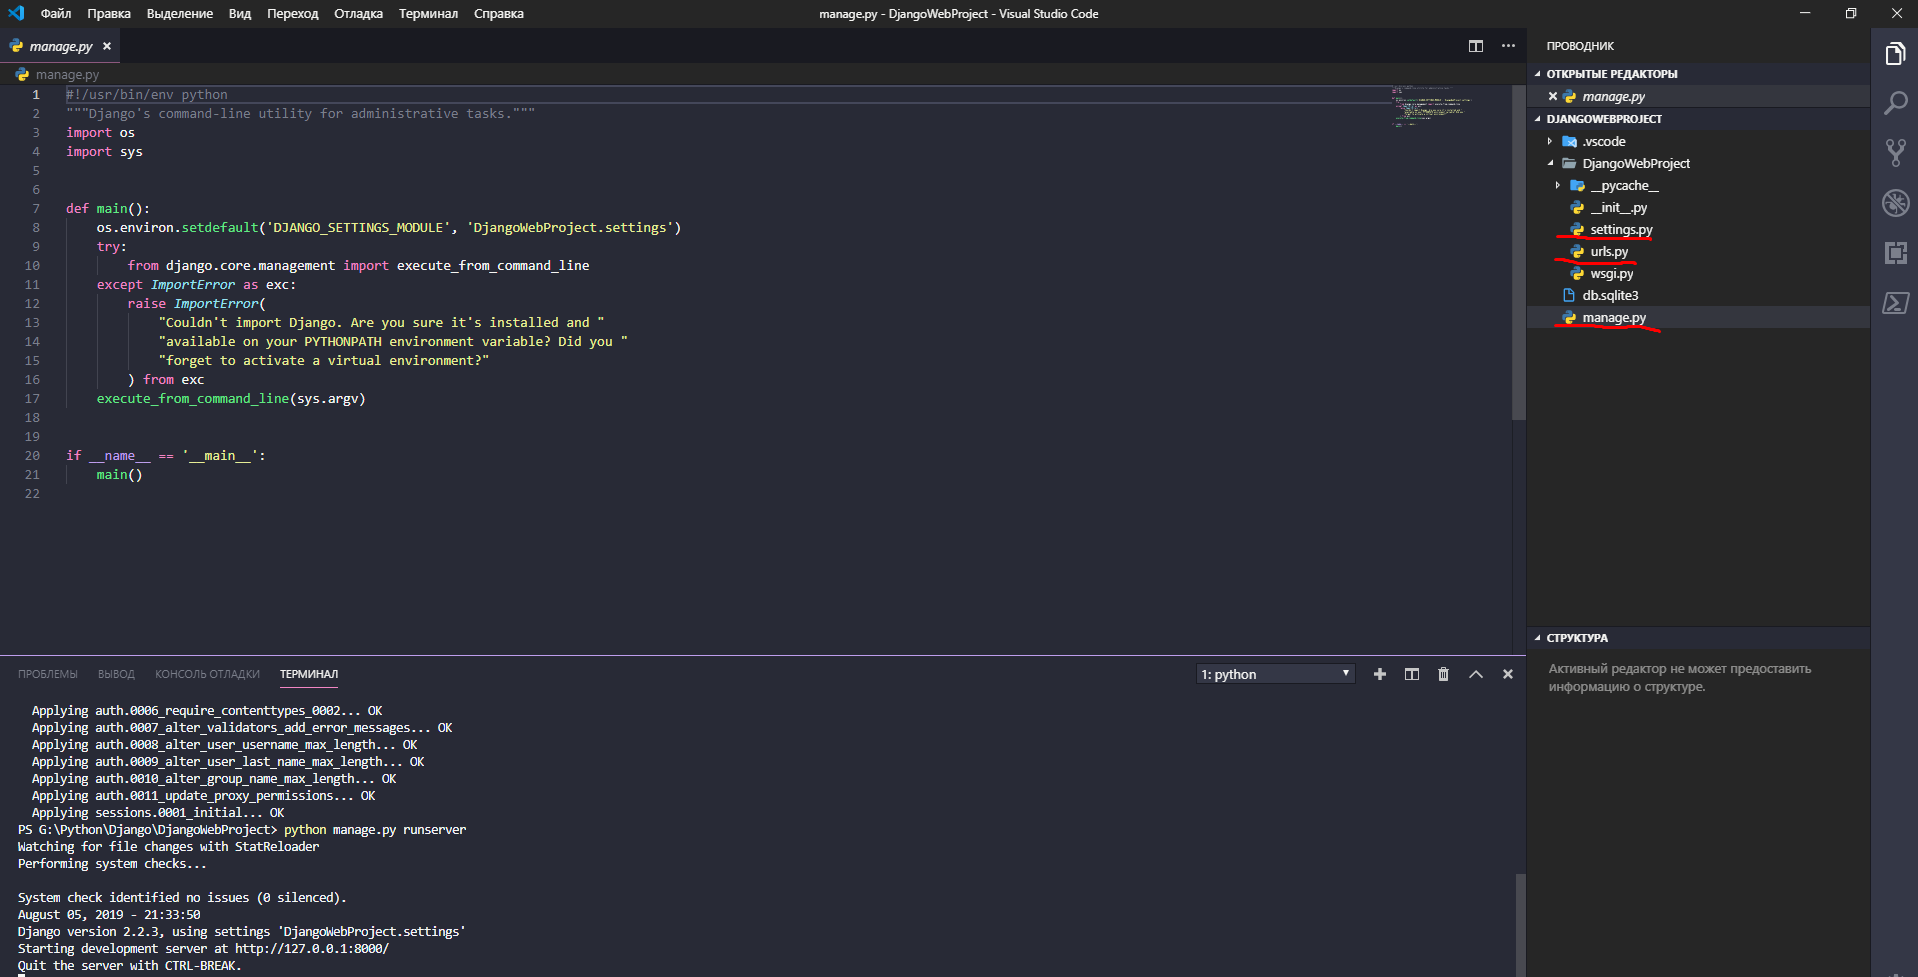 Файл Правка Выделение Вид Переход Отладка Терминал Справка
manage.py - DjangoWebProject - Visual Studio Code
manage.py
manage.py
1 #!/usr/bin/env python
2 """Django's command-line utility for administrative tasks."""
3 import os
4 import sys
5
6
7 def main():
8     os.environ.setdefault('DJANGO_SETTINGS_MODULE', 'DjangoWebProject.settings')
9     try:
10         from django.core.management import execute_from_command_line
11     except ImportError as exc:
12         raise ImportError(
13             "Couldn't import Django. Are you sure it's installed and "
14             "available on your PYTHONPATH environment variable? Did you "
15             "forget to activate a virtual environment?"
16         ) from exc
17     execute_from_command_line(sys.argv)
18
19
20 if __name__ == '__main__':
21     main()
22
ПРОБЛЕМЫ ВЫВОД КОНСОЛЬ ОТЛАДКИ ТЕРМИНАЛ
1: python
Applying auth.0006_require_contenttypes_0002... OK
Applying auth.0007_alter_validators_add_error_messages... OK
Applying auth.0008_alter_user_username_max_length... OK
Applying auth.0009_alter_user_last_name_max_length... OK
Applying auth.0010_alter_group_name_max_length... OK
Applying auth.0011_update_proxy_permissions... OK
Applying sessions.0001_initial... OK
PS G:\Python\Django\DjangoWebProject> python manage.py runserver
Watching for file changes with StatReloader
Performing system checks...
System check identified no issues (0 silenced).
August 05, 2019 - 21:33:50
Django version 2.2.3, using settings 'DjangoWebProject.settings'
Starting development server at http://127.0.0.1:8000/
Quit the server with CTRL-BREAK.
ПРОВОДНИК
ОТКРЫТЫЕ РЕДАКТОРЫ
manage.py
DJANGOWEBPROJECT
.vscode
DjangoWebProject
__pycache__
__init__.py
settings.py
urls.py
wsgi.py
db.sqlite3
manage.py
СТРУКТУРА
Активный редактор не может предоставить
информацию о структуре.